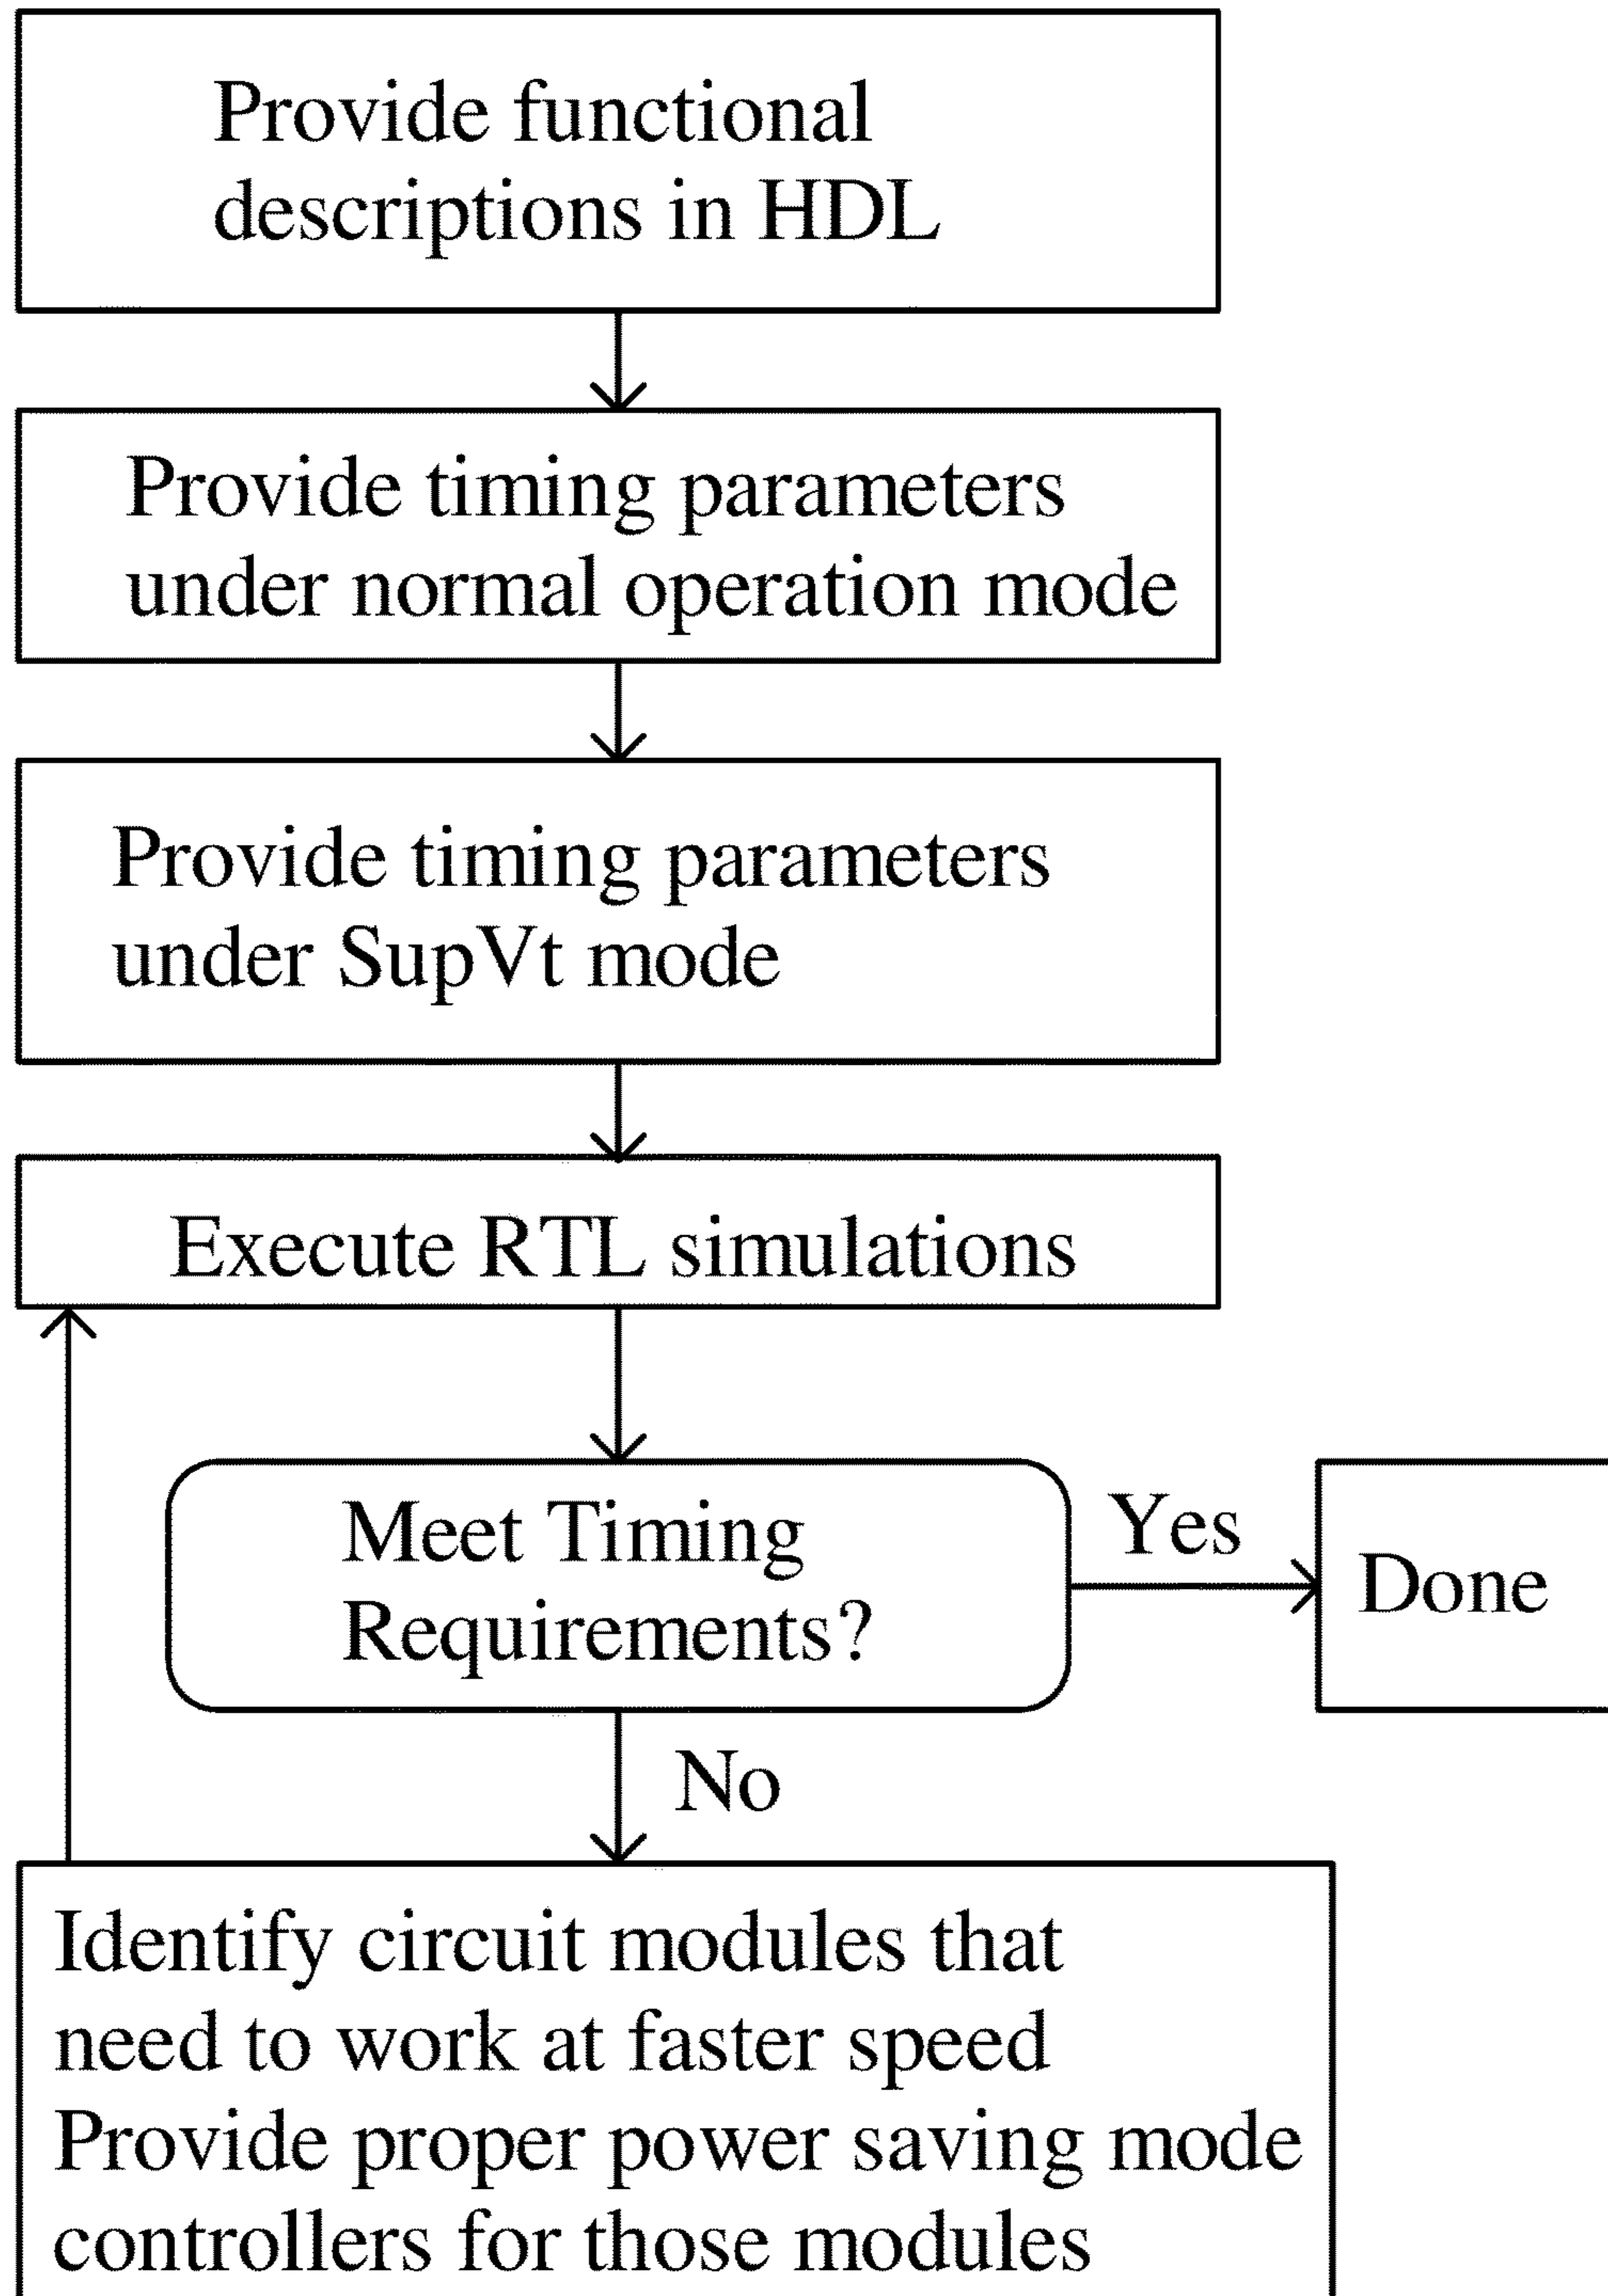 Provide functional
descriptions in HDL
Provide timing parameters
under normal operation mode
Provide timing parameters
under SupVt mode
Execute RTL simulations
Meet Timing
Requirements?
Yes
Done
No
Identify circuit modules that
need to work at faster speed
Provide proper power saving mode
controllers for those modules